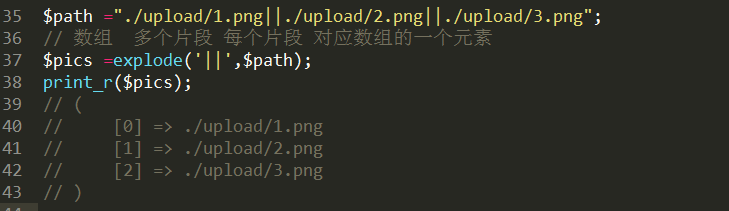 35 $path ="./upload/1.png||./upload/2.png||./upload/3.png";
36 // 数组  多个片段 每个片段 对应数组的一个元素
37 $pics =explode('||',$path);
38 print_r($pics);
39 // (
40 //     [0] => ./upload/1.png
41 //     [1] => ./upload/2.png
42 //     [2] => ./upload/3.png
43 // )